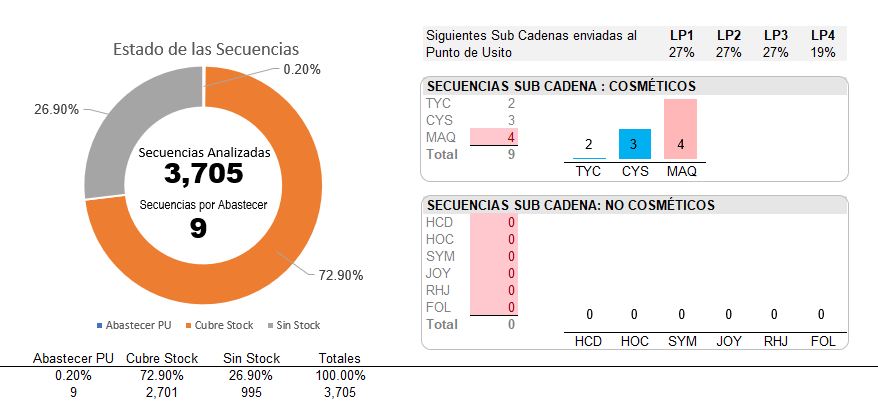 Estado de las Secuencias
0.20%
26.90%
Secuencias Analizadas
3,705
Secuencias por Abastecer
9
72.90%
Abastecer PU Cubre Stock Sin Stock
Abastecer PU Cubre Stock Sin Stock Totales
0.20% 72.90% 26.90% 100.00%
9 2,701 995 3,705
Siguientes Sub Cadenas enviadas al LP1 LP2 LP3 LP4
Punto de Usito 27% 27% 27% 19%
SECUENCIAS SUB CADENA : COSMÉTICOS
TYC 2
CYS 3
MAQ 4
Total 9
2 3 4
TYC CYS MAQ
SECUENCIAS SUB CADENA: NO COSMÉTICOS
HCD 0
HOC 0
SYM 0
JOY 0
RHJ 0
FOL 0
Total 0
0 0 0 0 0 0
HCD HOC SYM JOY RHJ FOL